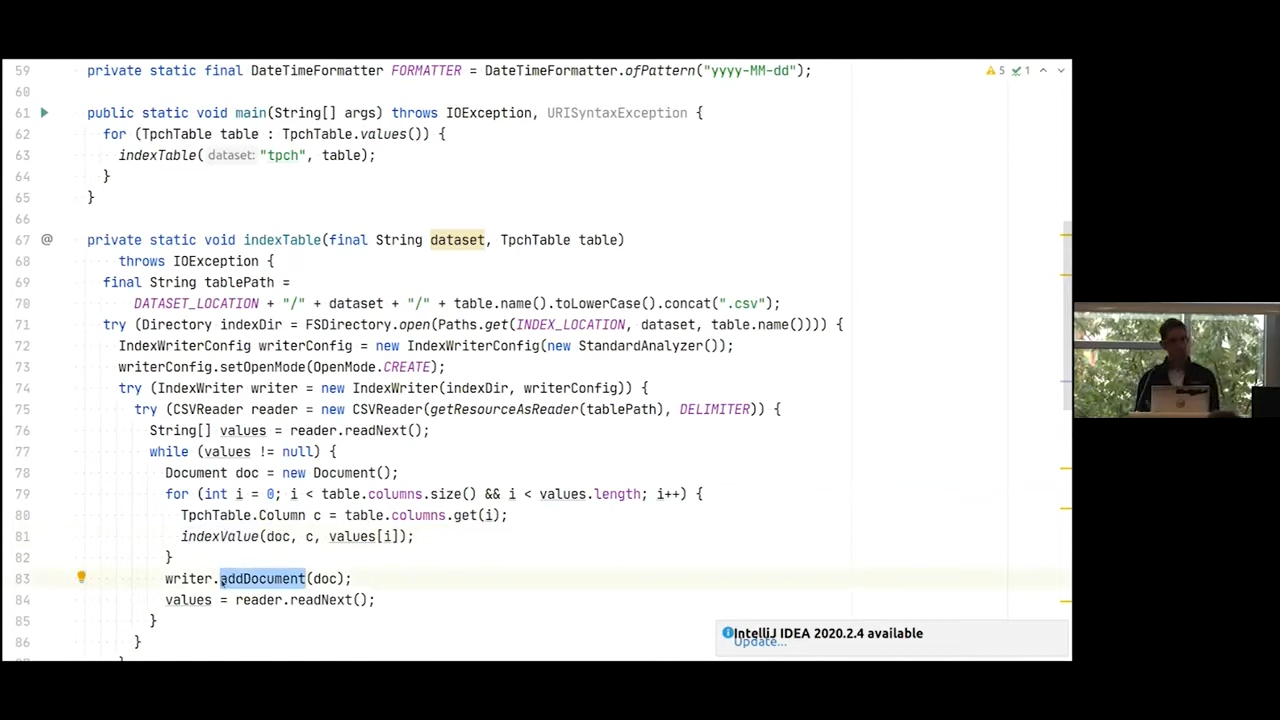 59 private static final DateTimeFormatter FORMATTER = DateTimeFormatter.ofPattern("yyyy-MM-dd"); 5 1
60
61 public static void main(String[] args) throws IOException, URISyntaxException {
62 for (TpchTable table : TpchTable.values()) {
63 indexTable( dataset: "tpch", table);
64 }
65 }
66
67 @ private static void indexTable(final String dataset, TpchTable table)
68 throws IOException {
69 final String tablePath =
70 DATASET_LOCATION + "/" + dataset + "/" + table.name().toLowerCase().concat(".csv");
71 try (Directory indexDir = FSDirectory.open(Paths.get(INDEX_LOCATION, dataset, table.name()))) {
72 IndexWriterConfig writerConfig = new IndexWriterConfig(new StandardAnalyzer());
73 writerConfig.setOpenMode(OpenMode.CREATE);
74 try (IndexWriter writer = new IndexWriter(indexDir, writerConfig)) {
75 try (CSVReader reader = new CSVReader(getResourceAsReader(tablePath), DELIMITER)) {
76 String[] values = reader.readNext();
77 while (values != null) {
78 Document doc = new Document();
79 for (int i = 0; i < table.columns.size() && i < values.length; i++) {
80 TpchTable.Column c = table.columns.get(i);
81 indexValue(doc, c, values[i]);
82 }
83 writer.addDocument(doc);
84 values = reader.readNext();
85 }
86 }
IntelliJ IDEA 2020.2.4 available
Update...